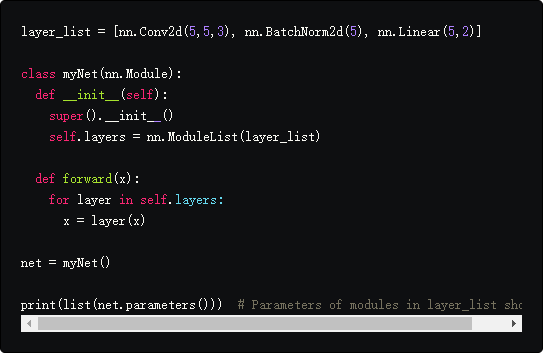 layer_list = [nn.Conv2d(5,5,3), nn.BatchNorm2d(5), nn.Linear(5,2)]
class myNet(nn.Module):
  def __init__(self):
    super().__init__()
    self.layers = nn.ModuleList(layer_list)
  def forward(x):
    for layer in self.layers:
      x = layer(x)
net = myNet()
print(list(net.parameters()))  # Parameters of modules in layer_list sho